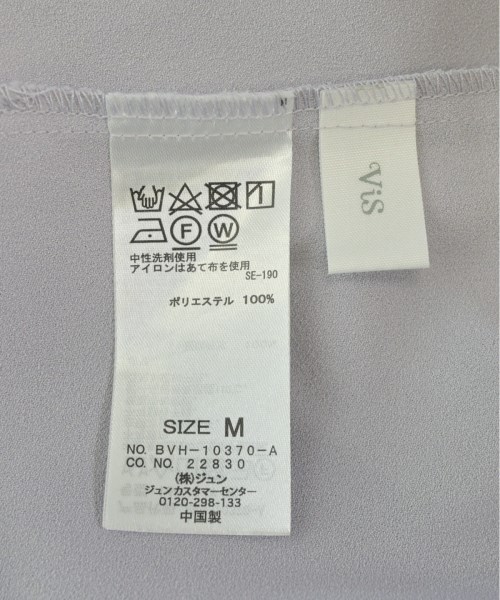 F W
中性洗剤使用
アイロンはあて布を使用
SE-190
ポリエステル 100%
SIZE M
NO. BVH-10370-A
CO. NO. 22830
(株)ジュン
ジュンカスタマーセンター
0120-298-133
中国製
ViS